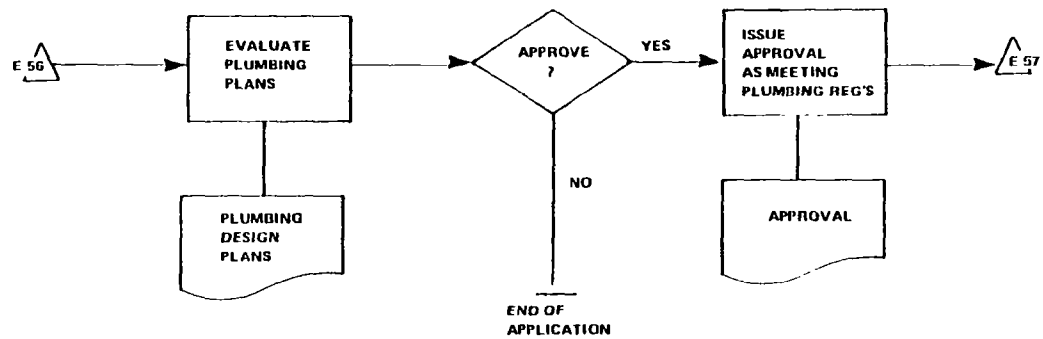 E 56
EVALUATE
PLUMBING
PLANS
APPROVE
?
YES
ISSUE
APPROVAL
AS MEETING
PLUMBING REG'S
E 57
NO
PLUMBING
DESIGN
PLANS
APPROVAL
END OF
APPLICATION